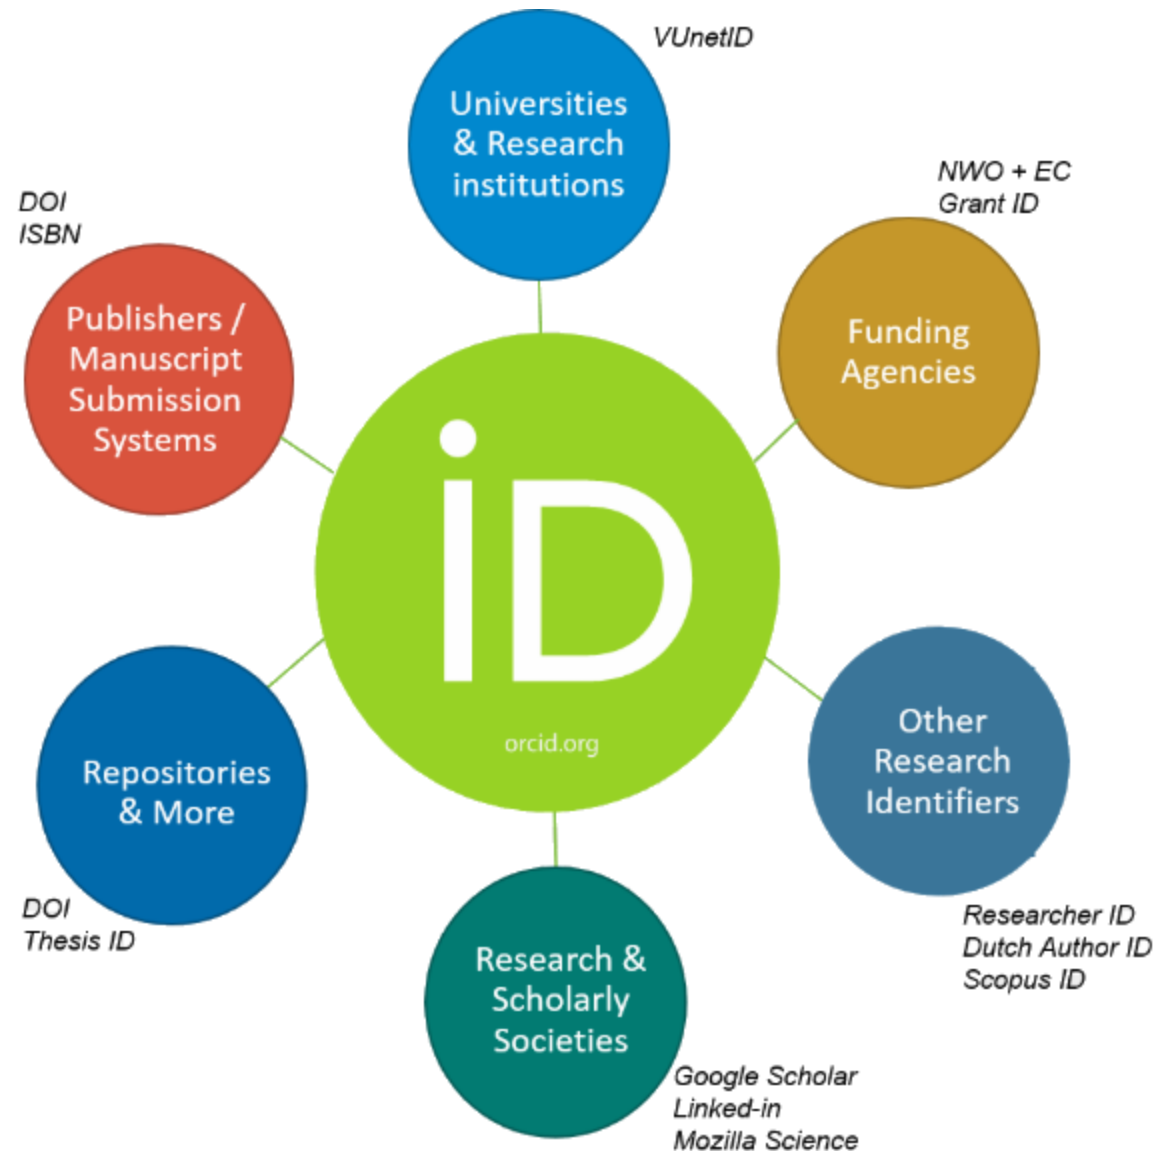 VUnetID
Universities
& Research
institutions
NWO + EC
Grant ID
Funding
Agencies
DOI
ISBN
Publishers /
Manuscript
Submission
Systems
iD
orcid.org
Other
Research
Identifiers
Researcher ID
Dutch Author ID
Scopus ID
Repositories
& More
DOI
Thesis ID
Research &
Scholarly
Societies
Google Scholar
Linked-in
Mozilla Science